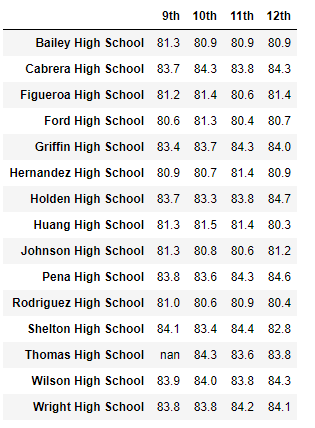 9th 10th 11th 12th
Bailey High School 81.3 80.9 80.9 80.9
Cabrera High School 83.7 84.3 83.8 84.3
Figueroa High School 81.2 81.4 80.6 81.4
Ford High School 80.6 81.3 80.4 80.7
Griffin High School 83.4 83.7 84.3 84.0
Hernandez High School 80.9 80.7 81.4 80.9
Holden High School 83.7 83.3 83.8 84.7
Huang High School 81.3 81.5 81.4 80.3
Johnson High School 81.3 80.8 80.6 81.2
Pena High School 83.8 83.6 84.3 84.6
Rodriguez High School 81.0 80.6 80.9 80.4
Shelton High School 84.1 83.4 84.4 82.8
Thomas High School nan 84.3 83.6 83.8
Wilson High School 83.9 84.0 83.8 84.3
Wright High School 83.8 83.8 84.2 84.1